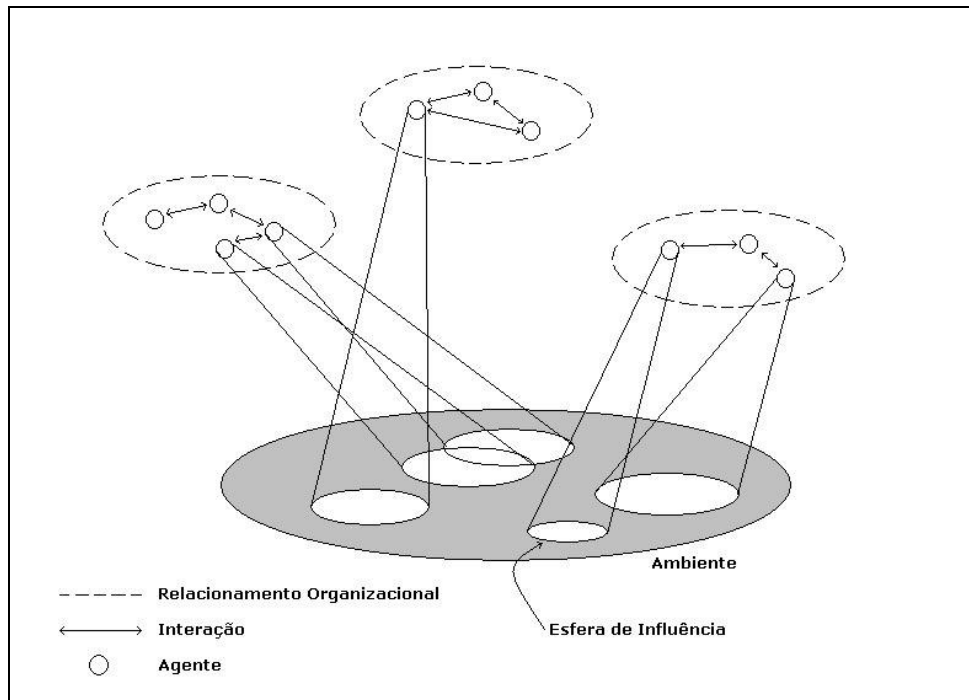 Ambiente
Relacionamento Organizacional
Interação
Esfera de Influência
Agente